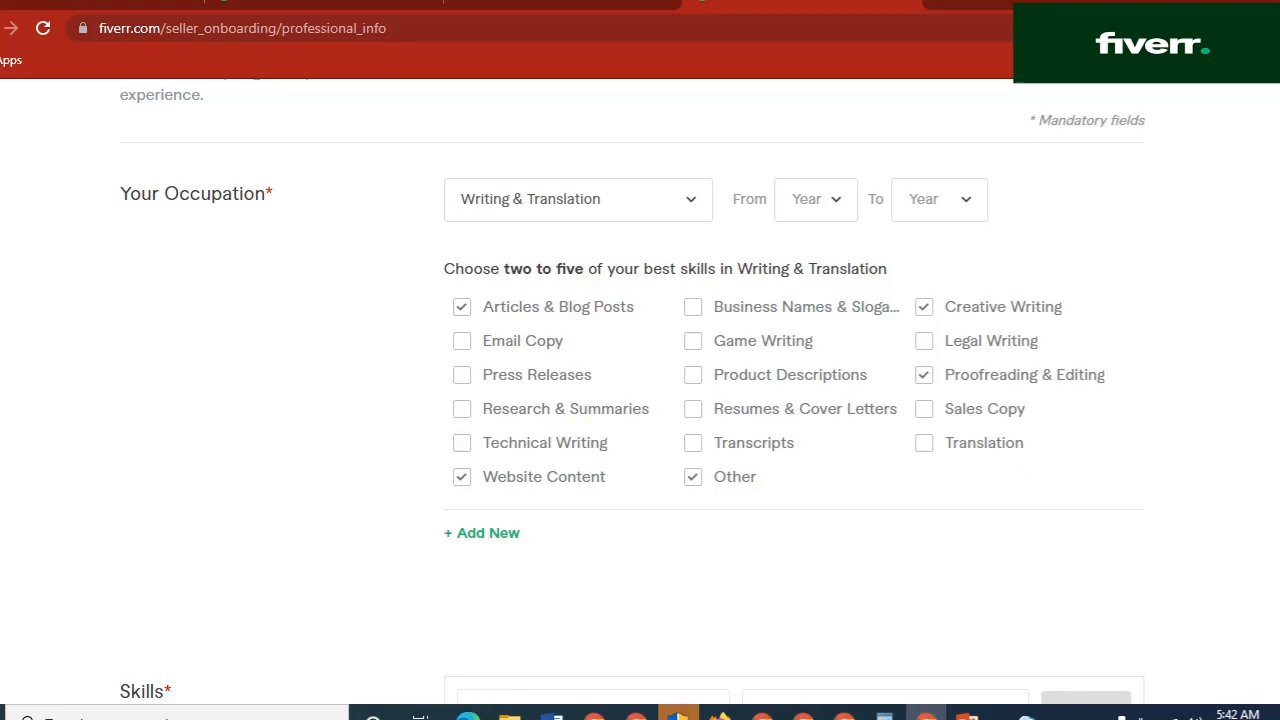 fiverr.com/seller_onboarding/professional_info
fiverr.
Apps
experience.
* Mandatory fields
Your Occupation*
Writing & Translation
From
Year
To
Year
Choose two to five of your best skills in Writing & Translation
Articles & Blog Posts
Business Names & Sloga...
Creative Writing
Email Copy
Game Writing
Legal Writing
Press Releases
Product Descriptions
Proofreading & Editing
Research & Summaries
Resumes & Cover Letters
Sales Copy
Technical Writing
Transcripts
Translation
Website Content
Other
+ Add New
Skills*
5:42 AM